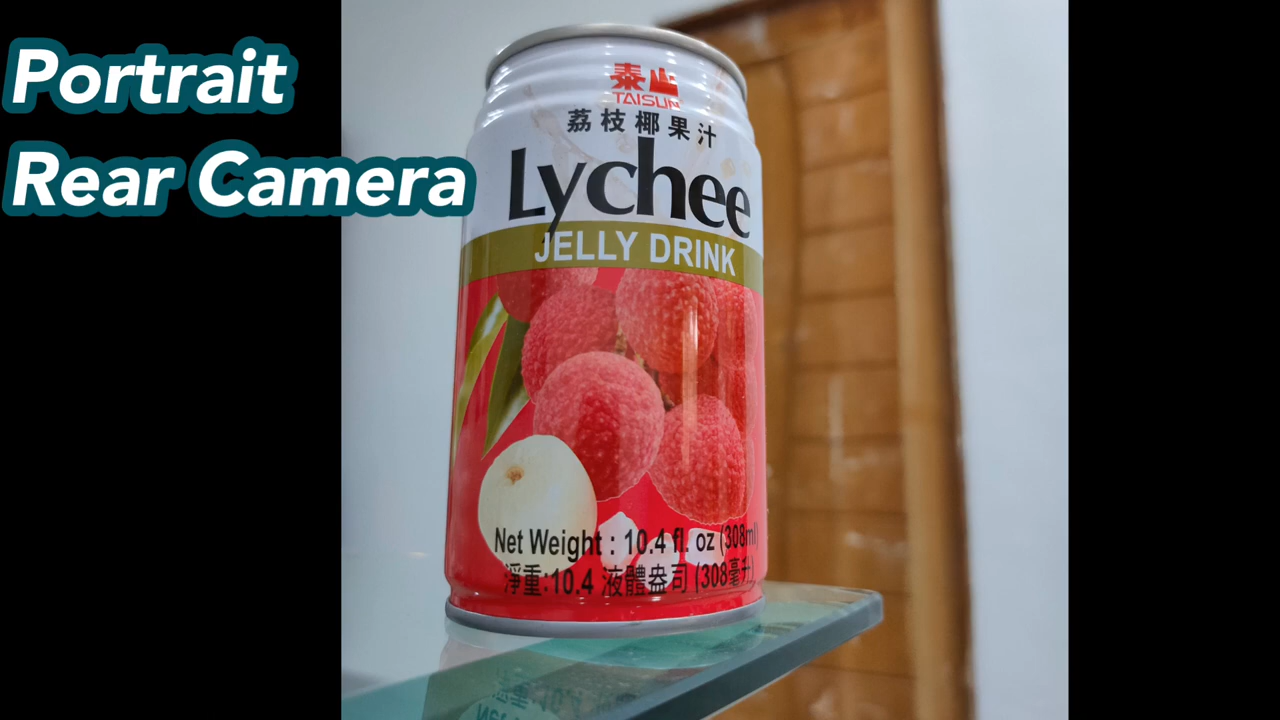 Portrait
Rear Camera
泰山
TAISUN
荔枝椰果汁
Lychee
JELLY DRINK
Net Weight : 10.4 fl. oz (308ml)
淨重:10.4 液體盎司 (308毫升)